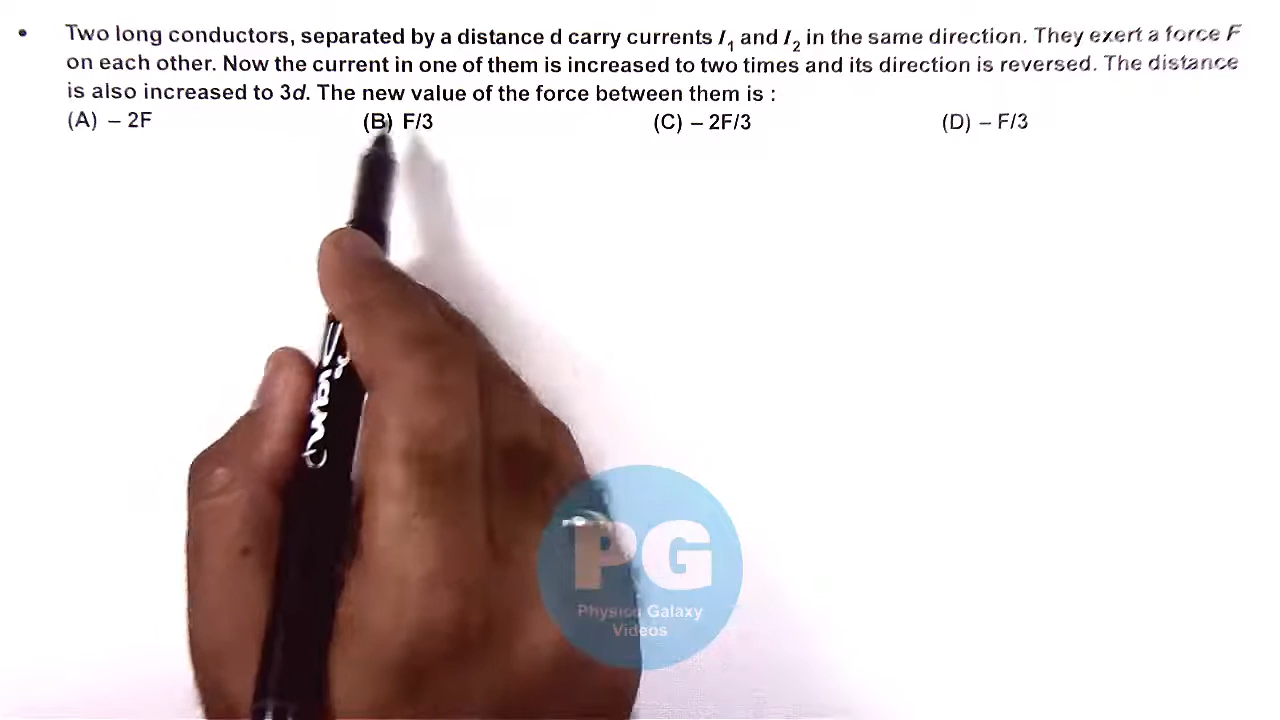 • Two long conductors, separated by a distance d carry currents I₁ and I₂ in the same direction. They exert a force F
on each other. Now the current in one of them is increased to two times and its direction is reversed. The distance
is also increased to 3d. The new value of the force between them is :
(A) – 2F (B) F/3 (C) – 2F/3 (D) – F/3
PG
Physics Galaxy
Videos